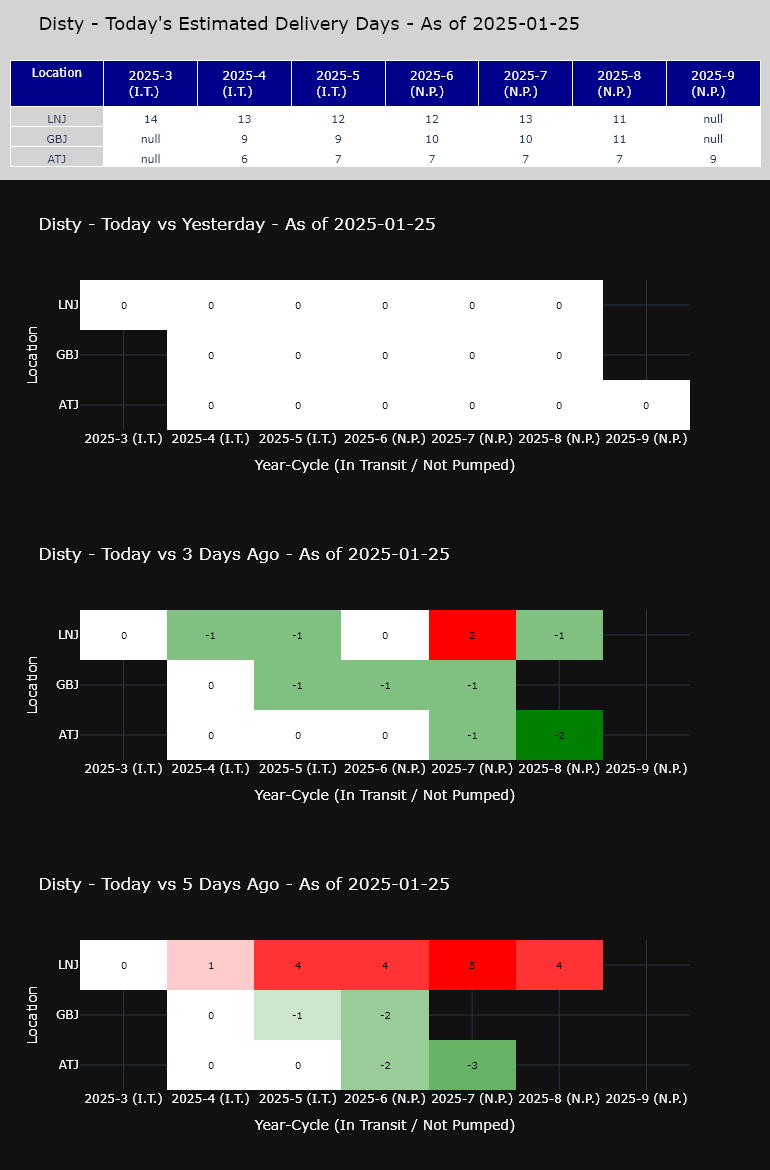 Disty - Today's Estimated Delivery Days - As of 2025-01-25
Location 2025-3 (I.T.) 2025-4 (I.T.) 2025-5 (I.T.) 2025-6 (N.P.) 2025-7 (N.P.) 2025-8 (N.P.) 2025-9 (N.P.)
LNJ 14 13 12 12 13 11 null
GBJ null 9 9 10 10 11 null
ATJ null 6 7 7 7 7 9
Disty - Today vs Yesterday - As of 2025-01-25
Location
LNJ 0 0 0 0 0 0
GBJ 0 0 0 0 0
ATJ 0 0 0 0 0 0
2025-3 (I.T.) 2025-4 (I.T.) 2025-5 (I.T.) 2025-6 (N.P.) 2025-7 (N.P.) 2025-8 (N.P.) 2025-9 (N.P.)
Year-Cycle (In Transit / Not Pumped)
Disty - Today vs 3 Days Ago - As of 2025-01-25
Location
LNJ 0 -1 -1 0 2 -1
GBJ 0 -1 -1 -1
ATJ 0 0 0 -1 -2
2025-3 (I.T.) 2025-4 (I.T.) 2025-5 (I.T.) 2025-6 (N.P.) 2025-7 (N.P.) 2025-8 (N.P.) 2025-9 (N.P.)
Year-Cycle (In Transit / Not Pumped)
Disty - Today vs 5 Days Ago - As of 2025-01-25
Location
LNJ 0 1 4 4 5 4
GBJ 0 -1 -2
ATJ 0 0 -2 -3
2025-3 (I.T.) 2025-4 (I.T.) 2025-5 (I.T.) 2025-6 (N.P.) 2025-7 (N.P.) 2025-8 (N.P.) 2025-9 (N.P.)
Year-Cycle (In Transit / Not Pumped)